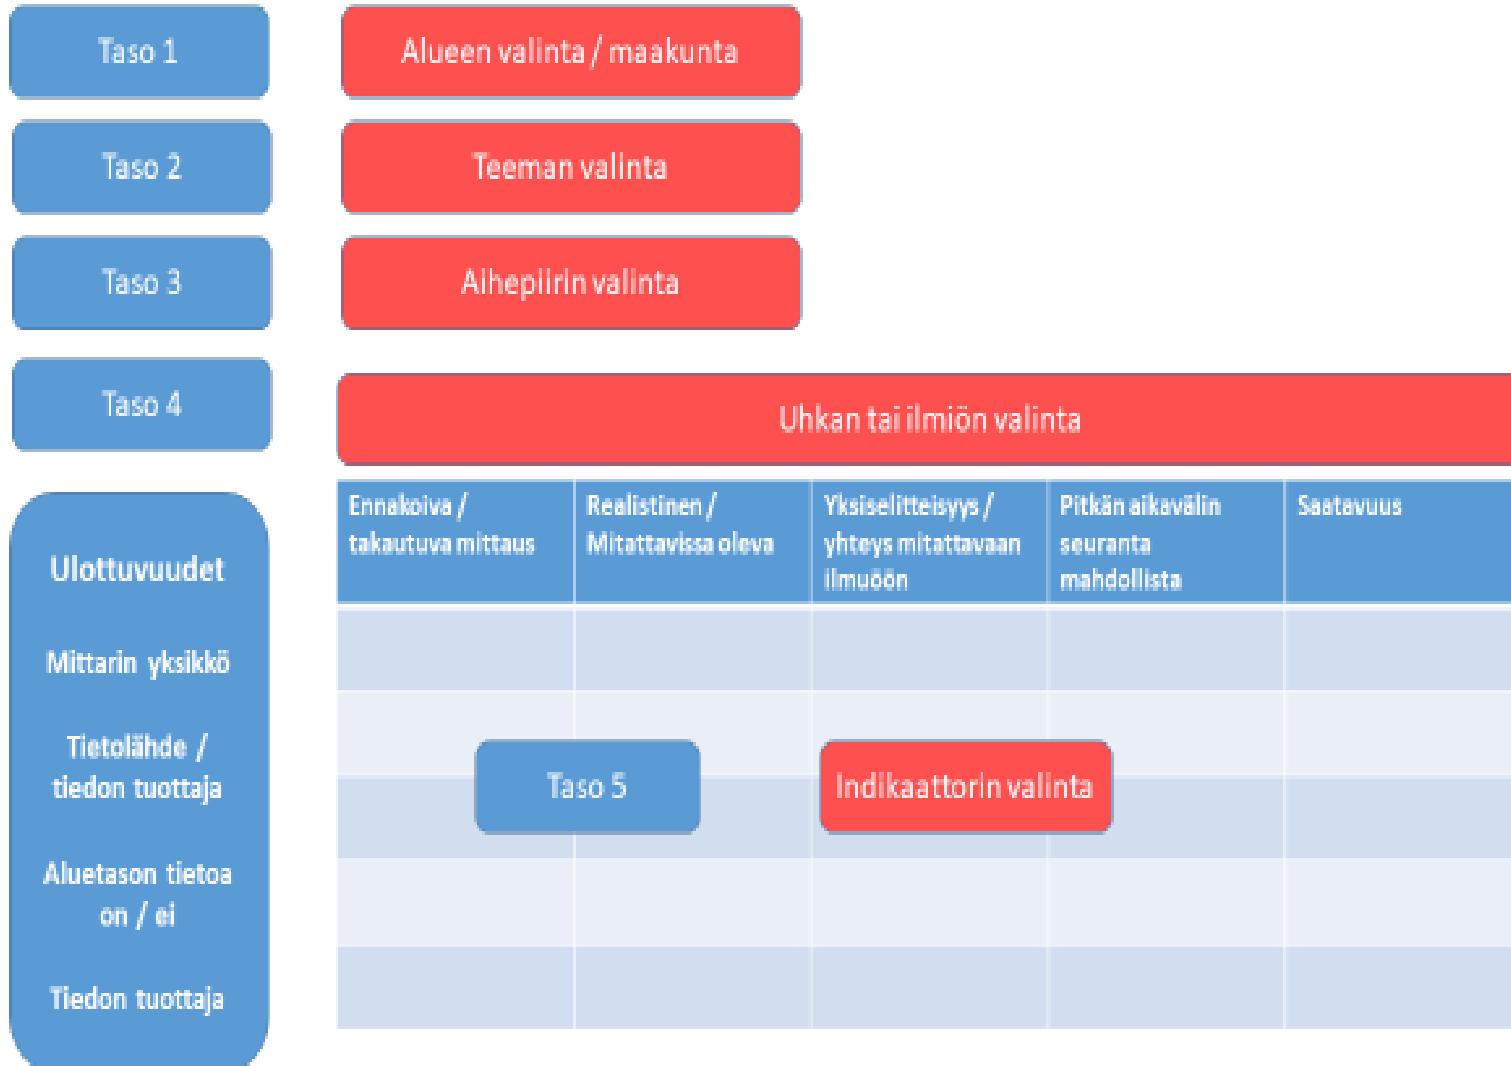 Taso 1
Alueen valinta / maakunta
Taso 2
Teeman valinta
Taso 3
Aihepiirin valinta
Taso 4
Uhkan tai ilmiön valinta
Ennakoiva /
takautuva mittaus
Realistinen /
Mitattavissa oleva
Yksiselitteisyys /
yhteys mitattavaan
ilmuöön
Pitkän aikavälin
seuranta
mahdollista
Saatavuus
Ulottuvuudet
Mittarin yksikkö
Tietolähde /
tiedon tuottaja
Aluetason tietoa
on / ei
Tiedon tuottaja
Taso 5
Indikaattorin valinta